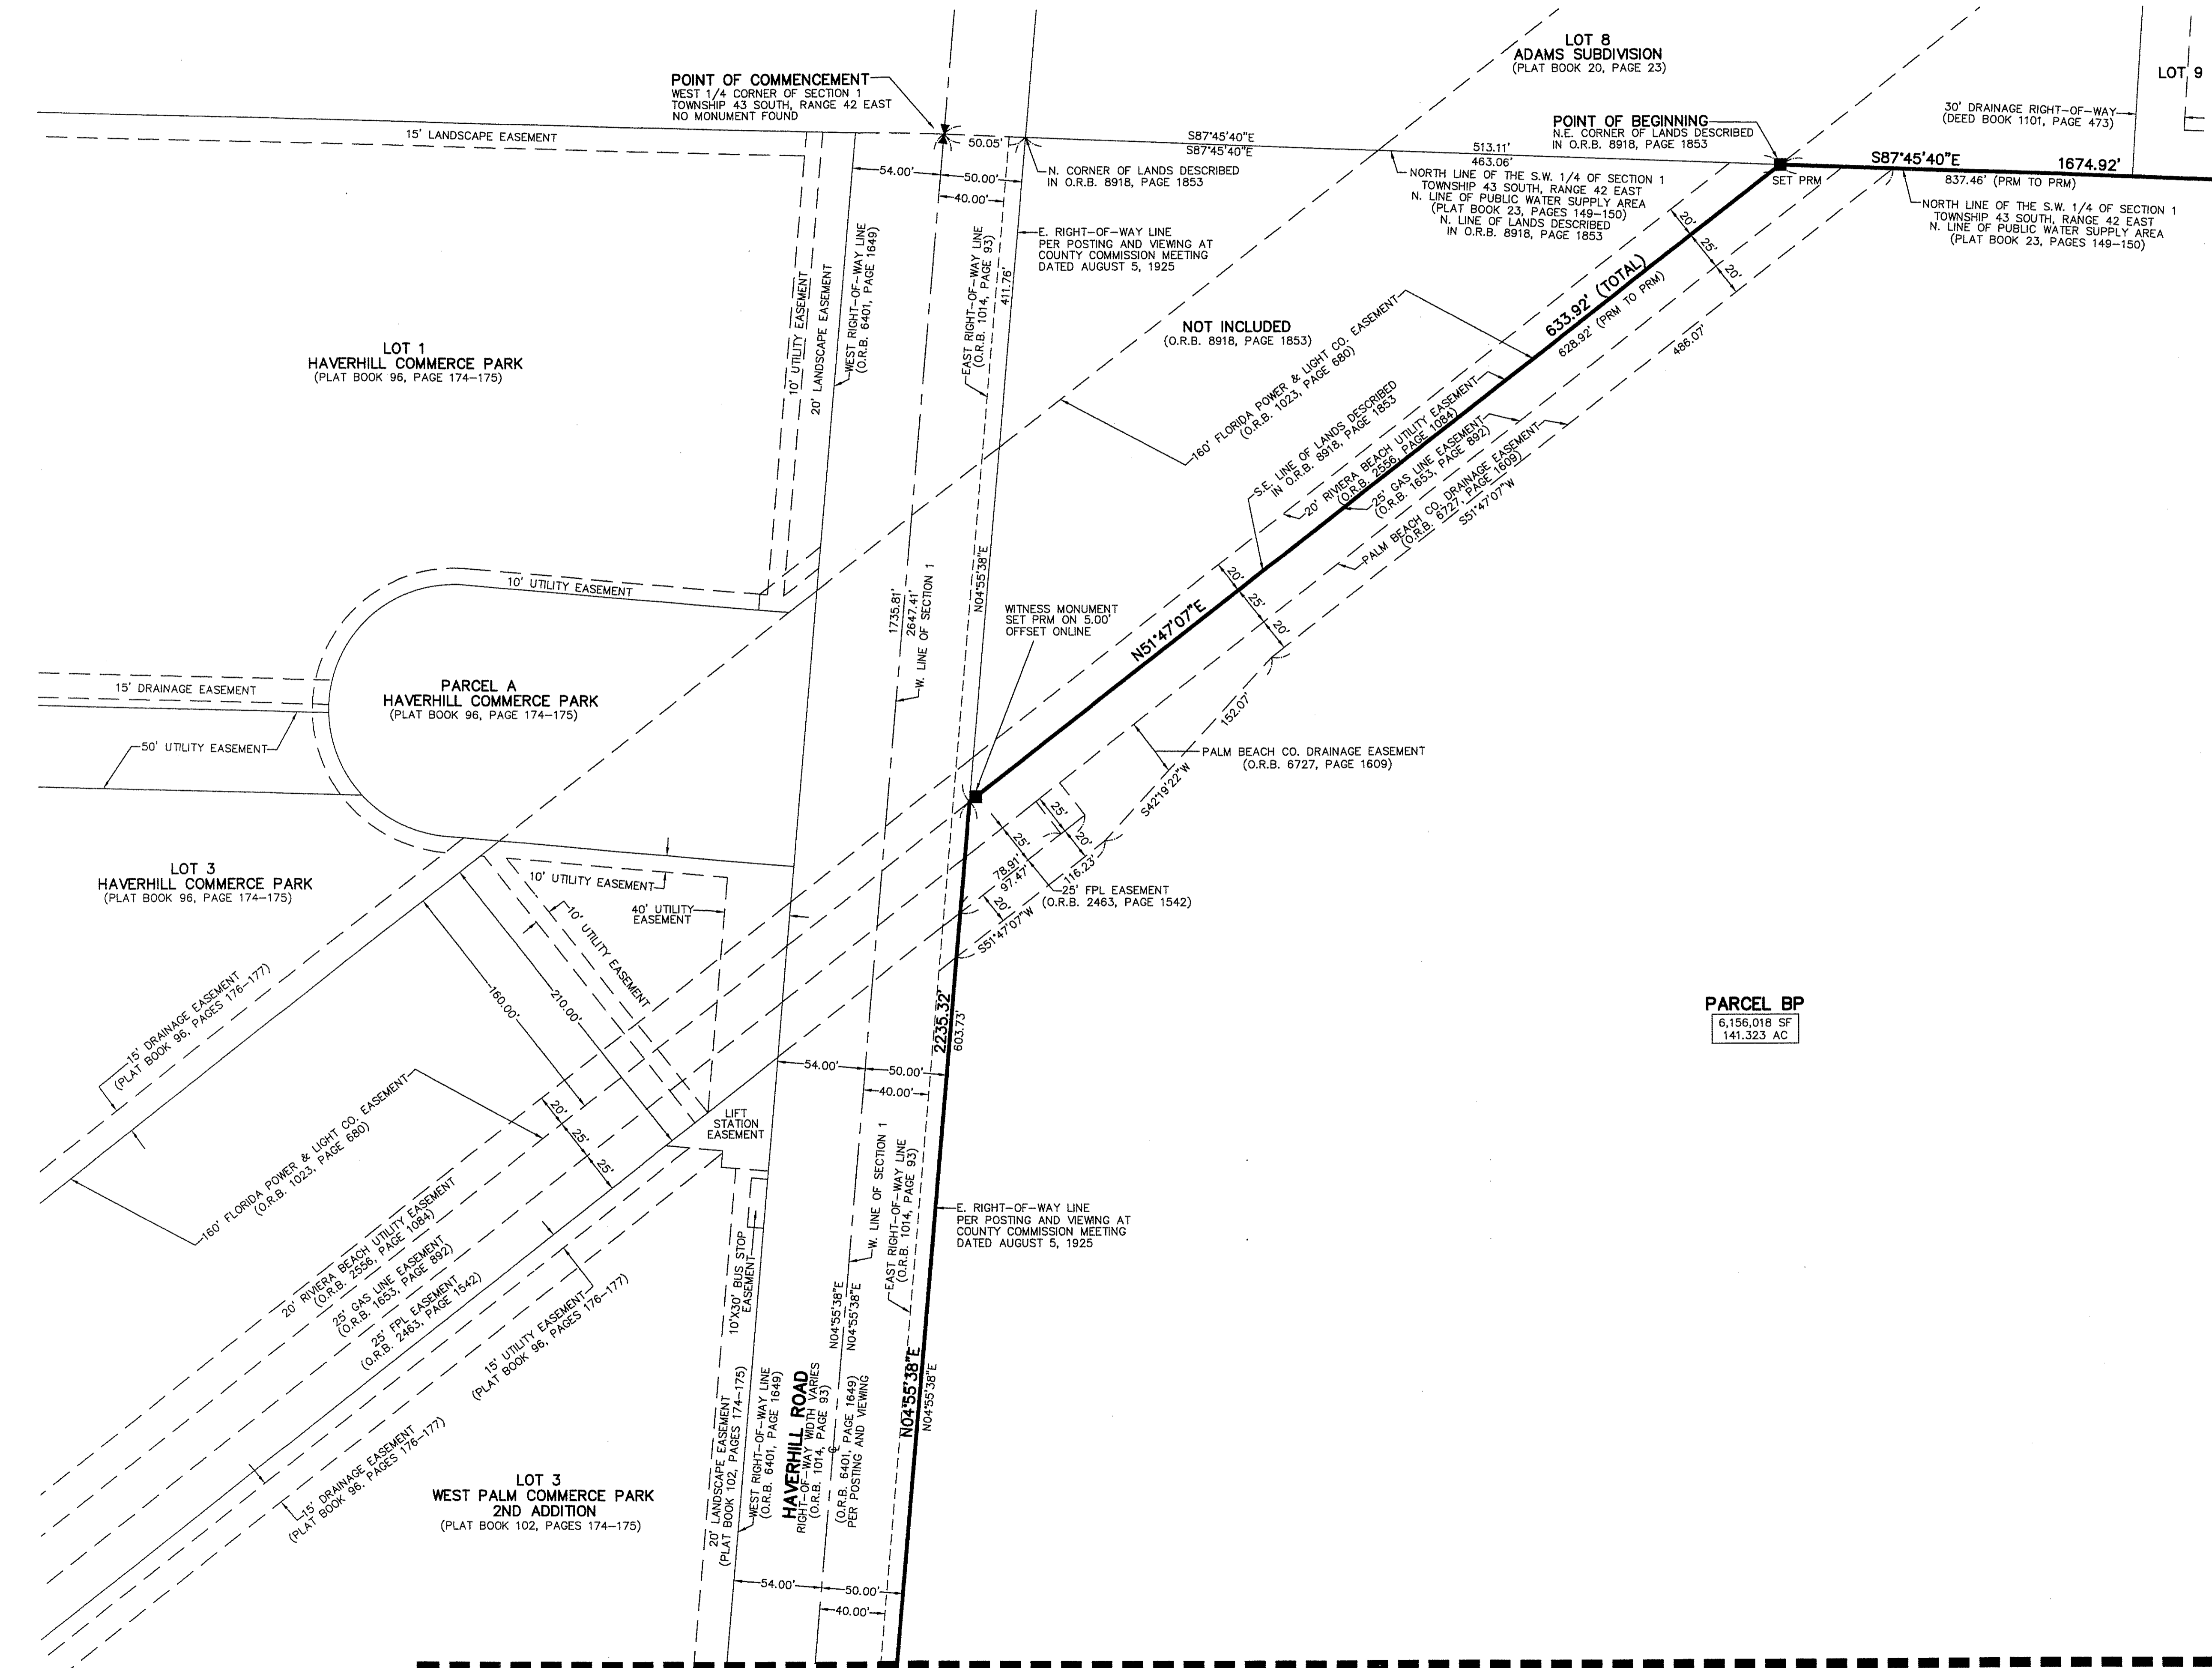 LOT 8
ADAMS SUBDIVISION
(PLAT BOOK 20, PAGE 23)
LOT 9
POINT OF COMMENCEMENT
WEST 1/4 CORNER OF SECTION 1
TOWNSHIP 43 SOUTH, RANGE 42 EAST
NO MONUMENT FOUND
30' DRAINAGE RIGHT-OF-WAY
(DEED BOOK 1101, PAGE 473)
POINT OF BEGINNING
N.E. CORNER OF LANDS DESCRIBED
IN O.R.B. 8918, PAGE 1853
15' LANDSCAPE EASEMENT
50.05'
S87°45'40"E
S87°45'40"E
513.11'
463.06'
SET PRM
S87°45'40"E
1674.92'
837.46' (PRM TO PRM)
54.00'
50.00'
40.00'
N. CORNER OF LANDS DESCRIBED
IN O.R.B. 8918, PAGE 1853
NORTH LINE OF THE S.W. 1/4 OF SECTION 1
TOWNSHIP 43 SOUTH, RANGE 42 EAST
N. LINE OF PUBLIC WATER SUPPLY AREA
(PLAT BOOK 23, PAGES 149-150)
N. LINE OF LANDS DESCRIBED
IN O.R.B. 8918, PAGE 1853
NORTH LINE OF THE S.W. 1/4 OF SECTION 1
TOWNSHIP 43 SOUTH, RANGE 42 EAST
N. LINE OF PUBLIC WATER SUPPLY AREA
(PLAT BOOK 23, PAGES 149-150)
20'
25'
20'
E. RIGHT-OF-WAY LINE
PER POSTING AND VIEWING AT
COUNTY COMMISSION MEETING
DATED AUGUST 5, 1925
10' UTILITY EASEMENT
20' LANDSCAPE EASEMENT
WEST RIGHT-OF-WAY LINE
(O.R.B. 6401, PAGE 1649)
EAST RIGHT-OF-WAY LINE
(O.R.B. 1014, PAGE 93)
411.76'
633.92' (TOTAL)
628.92' (PRM TO PRM)
486.07'
NOT INCLUDED
(O.R.B. 8918, PAGE 1853)
LOT 1
HAVERHILL COMMERCE PARK
(PLAT BOOK 96, PAGE 174-175)
160' FLORIDA POWER & LIGHT CO. EASEMENT
(O.R.B. 1023, PAGE 680)
S.E. LINE OF LANDS DESCRIBED
IN O.R.B. 8918, PAGE 1853
20' RIVIERA BEACH UTILITY EASEMENT
(O.R.B. 2556, PAGE 1084)
25' GAS LINE EASEMENT
(O.R.B. 1653, PAGE 892)
PALM BEACH CO. DRAINAGE EASEMENT
(O.R.B. 6727, PAGE 1609)
S51°47'07"W
10' UTILITY EASEMENT
1735.81'
2647.41'
W. LINE OF SECTION 1
N04°55'38"E
WITNESS MONUMENT
SET PRM ON 5.00'
OFFSET ONLINE
N51°47'07"E
20'
25'
20'
15' DRAINAGE EASEMENT
PARCEL A
HAVERHILL COMMERCE PARK
(PLAT BOOK 96, PAGE 174-175)
50' UTILITY EASEMENT
152.07'
S42°19'22"W
PALM BEACH CO. DRAINAGE EASEMENT
(O.R.B. 6727, PAGE 1609)
25'
20'
25'
78.91'
97.47'
116.23'
20'
S51°47'07"W
25' FPL EASEMENT
(O.R.B. 2463, PAGE 1542)
LOT 3
HAVERHILL COMMERCE PARK
(PLAT BOOK 96, PAGE 174-175)
10' UTILITY EASEMENT
40' UTILITY
EASEMENT
10' UTILITY EASEMENT
160.00'
210.00'
15' DRAINAGE EASEMENT
(PLAT BOOK 96, PAGES 176-177)
PARCEL BP
6,156,018 SF
141.323 AC
2235.32'
603.73'
54.00'
50.00'
40.00'
LIFT
STATION
EASEMENT
20'
25'
25'
160' FLORIDA POWER & LIGHT CO. EASEMENT
(O.R.B. 1023, PAGE 680)
20' RIVIERA BEACH UTILITY EASEMENT
(O.R.B. 2556, PAGE 1084)
25' GAS LINE EASEMENT
(O.R.B. 1653, PAGE 892)
25' FPL EASEMENT
(O.R.B. 2463, PAGE 1542)
15' UTILITY EASEMENT
(PLAT BOOK 96, PAGES 176-177)
15' DRAINAGE EASEMENT
(PLAT BOOK 96, PAGES 176-177)
10'X30' BUS STOP
EASEMENT
W. LINE OF SECTION 1
EAST RIGHT-OF-WAY LINE
(O.R.B. 1014, PAGE 93)
E. RIGHT-OF-WAY LINE
PER POSTING AND VIEWING AT
COUNTY COMMISSION MEETING
DATED AUGUST 5, 1925
N04°55'38"E
N04°55'38"E
N04°55'38"E
N04°55'38"E
20' LANDSCAPE EASEMENT
(PLAT BOOK 102, PAGES 174-175)
WEST RIGHT-OF-WAY LINE
(O.R.B. 6401, PAGE 1649)
HAVERHILL ROAD
RIGHT-OF-WAY WIDTH VARIES
(O.R.B. 1014, PAGE 93)
(O.R.B. 6401, PAGE 1649)
PER POSTING AND VIEWING
LOT 3
WEST PALM COMMERCE PARK
2ND ADDITION
(PLAT BOOK 102, PAGES 174-175)
54.00'
50.00'
40.00'